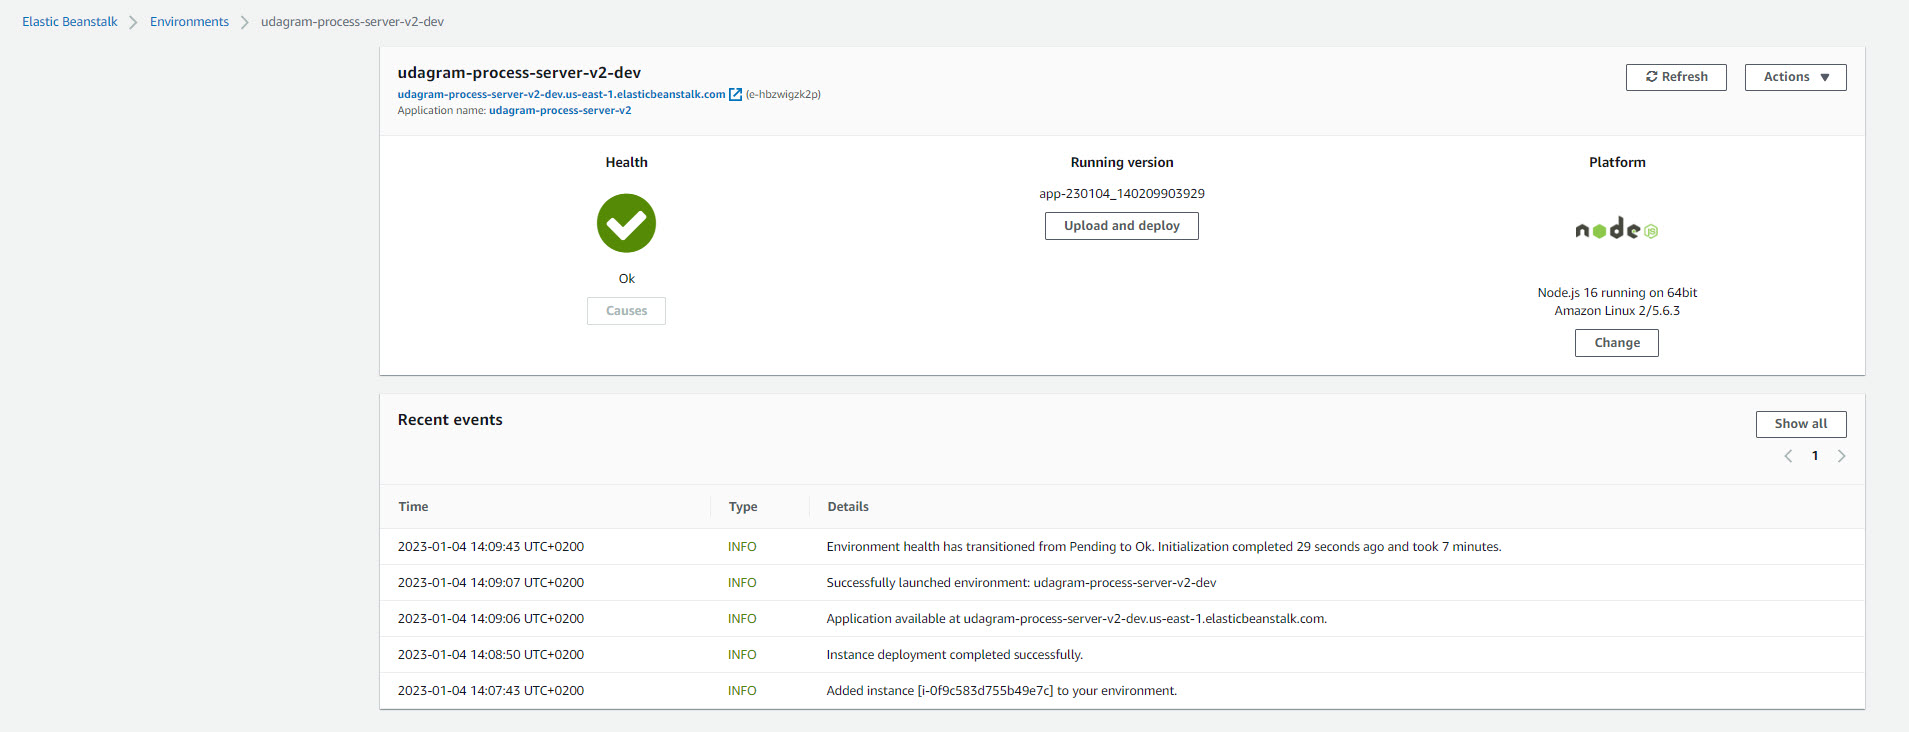 Elastic Beanstalk > Environments > udagram-process-server-v2-dev
udagram-process-server-v2-dev
Refresh
Actions
udagram-process-server-v2-dev.us-east-1.elasticbeanstalk.com (e-hbzwigzk2p)
Application name: udagram-process-server-v2
Health
Ok
Causes
Running version
app-230104_140209903929
Upload and deploy
Platform
node JS
Node.js 16 running on 64bit
Amazon Linux 2/5.6.3
Change
Recent events
Show all
1
Time Type Details
2023-01-04 14:09:43 UTC+0200 INFO Environment health has transitioned from Pending to Ok. Initialization completed 29 seconds ago and took 7 minutes.
2023-01-04 14:09:07 UTC+0200 INFO Successfully launched environment: udagram-process-server-v2-dev
2023-01-04 14:09:06 UTC+0200 INFO Application available at udagram-process-server-v2-dev.us-east-1.elasticbeanstalk.com.
2023-01-04 14:08:50 UTC+0200 INFO Instance deployment completed successfully.
2023-01-04 14:07:43 UTC+0200 INFO Added instance [i-0f9c583d755b49e7c] to your environment.